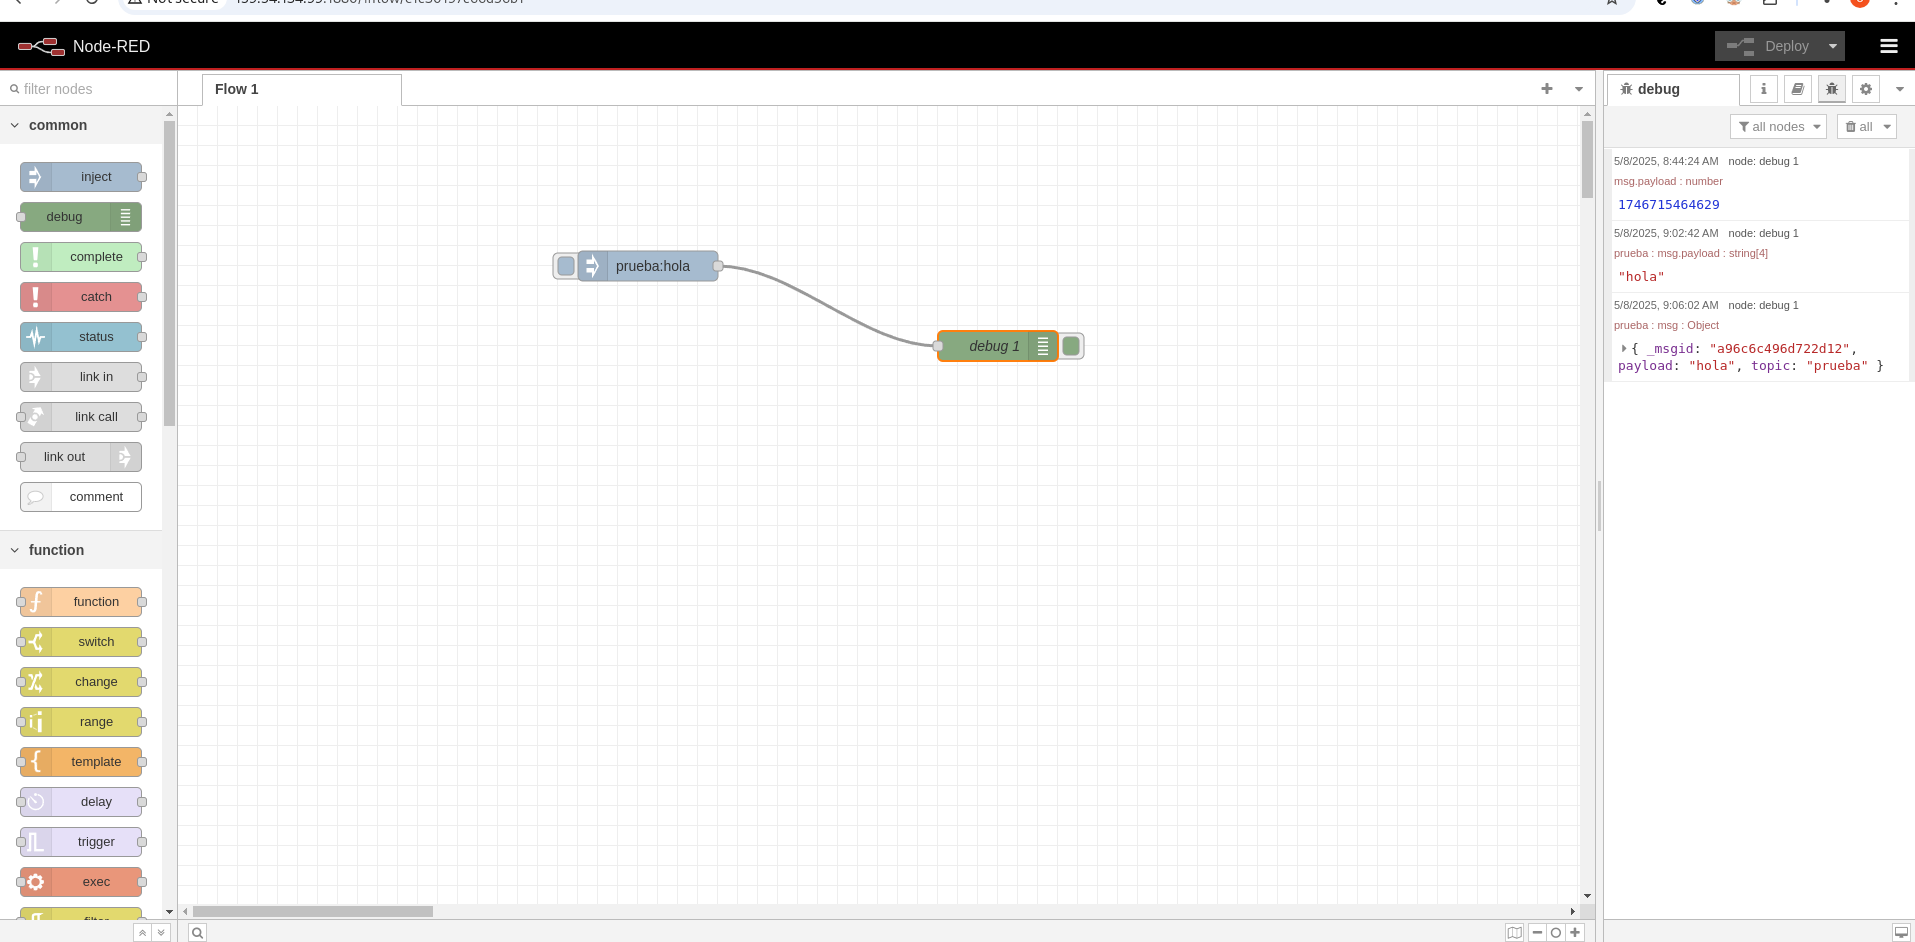 Node-RED
Deploy
filter nodes
Flow 1
debug
common
all nodes
all
inject
debug
complete
catch
status
link in
link call
link out
comment
function
function
switch
change
range
template
delay
trigger
exec
prueba:hola
debug 1
5/8/2025, 8:44:24 AM node: debug 1
msg.payload : number
1746715464629
5/8/2025, 9:02:42 AM node: debug 1
prueba : msg.payload : string[4]
"hola"
5/8/2025, 9:06:02 AM node: debug 1
prueba : msg : Object
{ _msgid: "a96c6c496d722d12",
payload: "hola", topic: "prueba" }